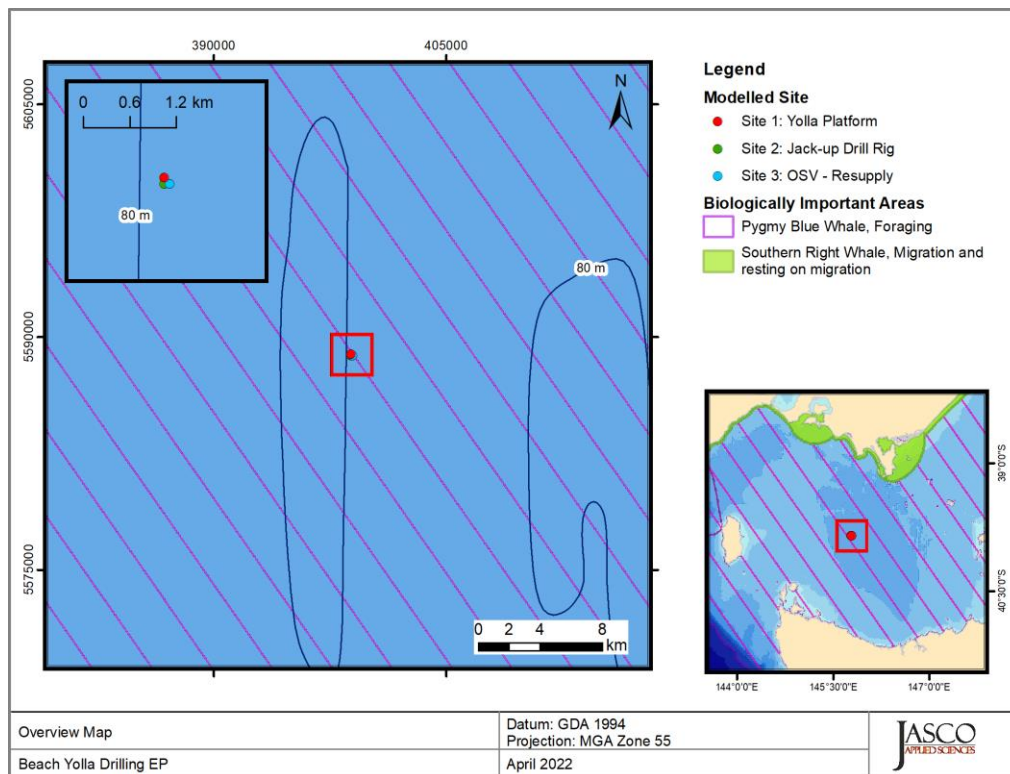 390000
405000
5605000
5590000
5575000
0 0.6 1.2 km
80 m
N
80 m
0 2 4 8
km
Legend
Modelled Site
Site 1: Yolla Platform
Site 2: Jack-up Drill Rig
Site 3: OSV - Resupply
Biologically Important Areas
Pygmy Blue Whale, Foraging
Southern Right Whale, Migration and
resting on migration
39°0'0"S
40°30'0"S
144°0'0"E
145°30'0"E
147°0'0"E
Overview Map
Datum: GDA 1994
Projection: MGA Zone 55
Beach Yolla Drilling EP
April 2022
JASCO
APPLIED SCIENCES